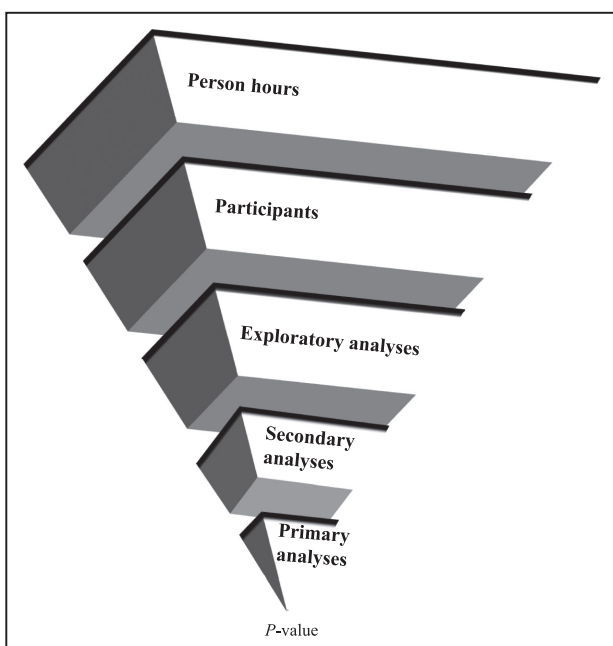 Person hours
Participants
Exploratory analyses
Secondary
analyses
Primary
analyses
P-value